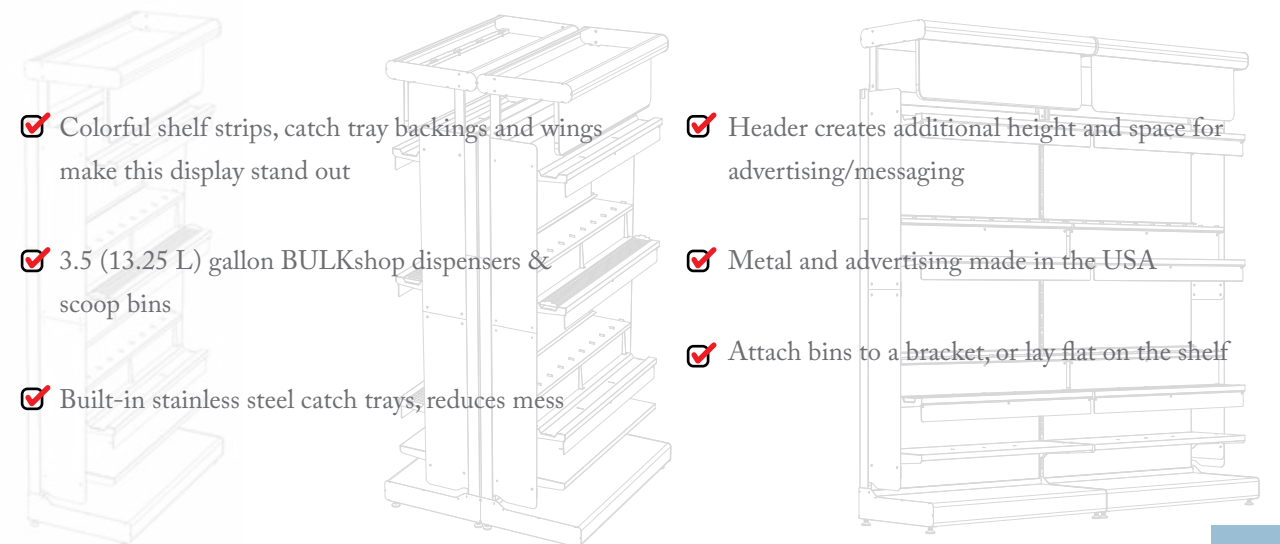 Colorful shelf strips, catch tray backings and wings
make this display stand out
3.5 (13.25 L) gallon BULKshop dispensers &
scoop bins
Built-in stainless steel catch trays, reduces mess
Header creates additional height and space for
advertising/messaging
Metal and advertising made in the USA
Attach bins to a bracket, or lay flat on the shelf